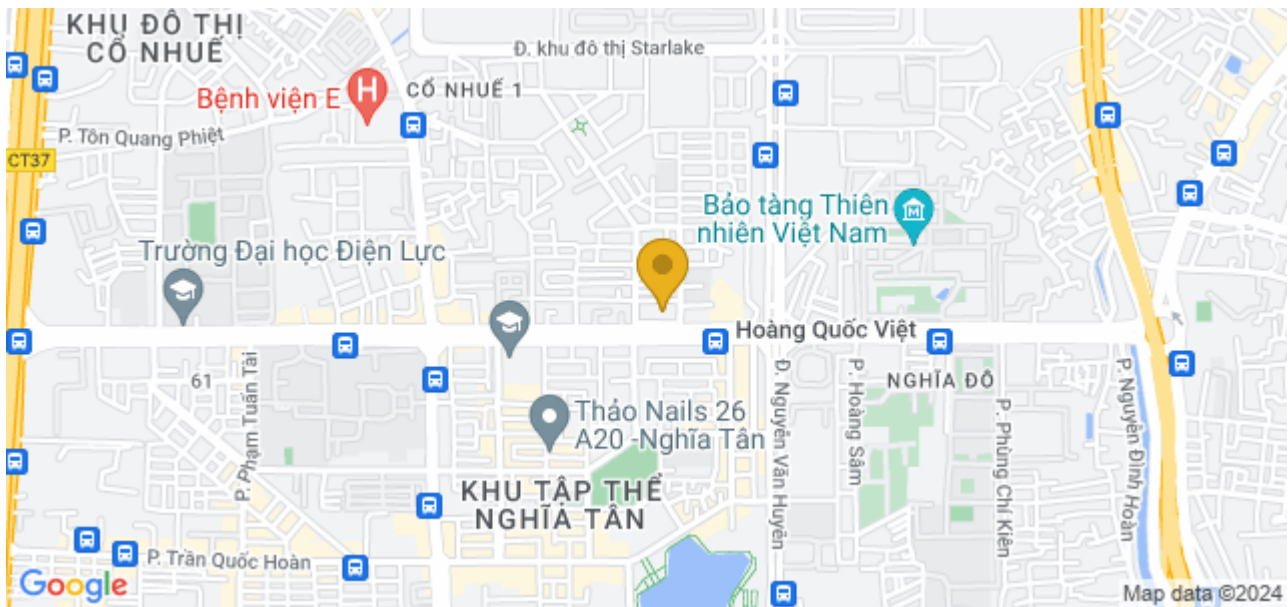 KHU ĐÔ THỊ
CỔ NHUẾ
Đ. khu đô thị Starlake
Bệnh viện E
H
CỔ NHUẾ 1
P. Tôn Quang Phiệt
CT37
Bảo tàng Thiên
nhiên Việt Nam
M
Trường Đại học Điện Lực
Hoàng Quốc Việt
61
P. Phạm Tuấn Tài
NGHĨA ĐÔ
Thảo Nails 26
A20 -Nghĩa Tân
Đ. Nguyễn Văn Huyên
P. Hoàng Sâm
P. Phùng Chí Kiên
P. Nguyễn Đình Hoàn
KHU TẬP THỂ
NGHĨA TÂN
P. Trần Quốc Hoàn
Google
Map data ©2024